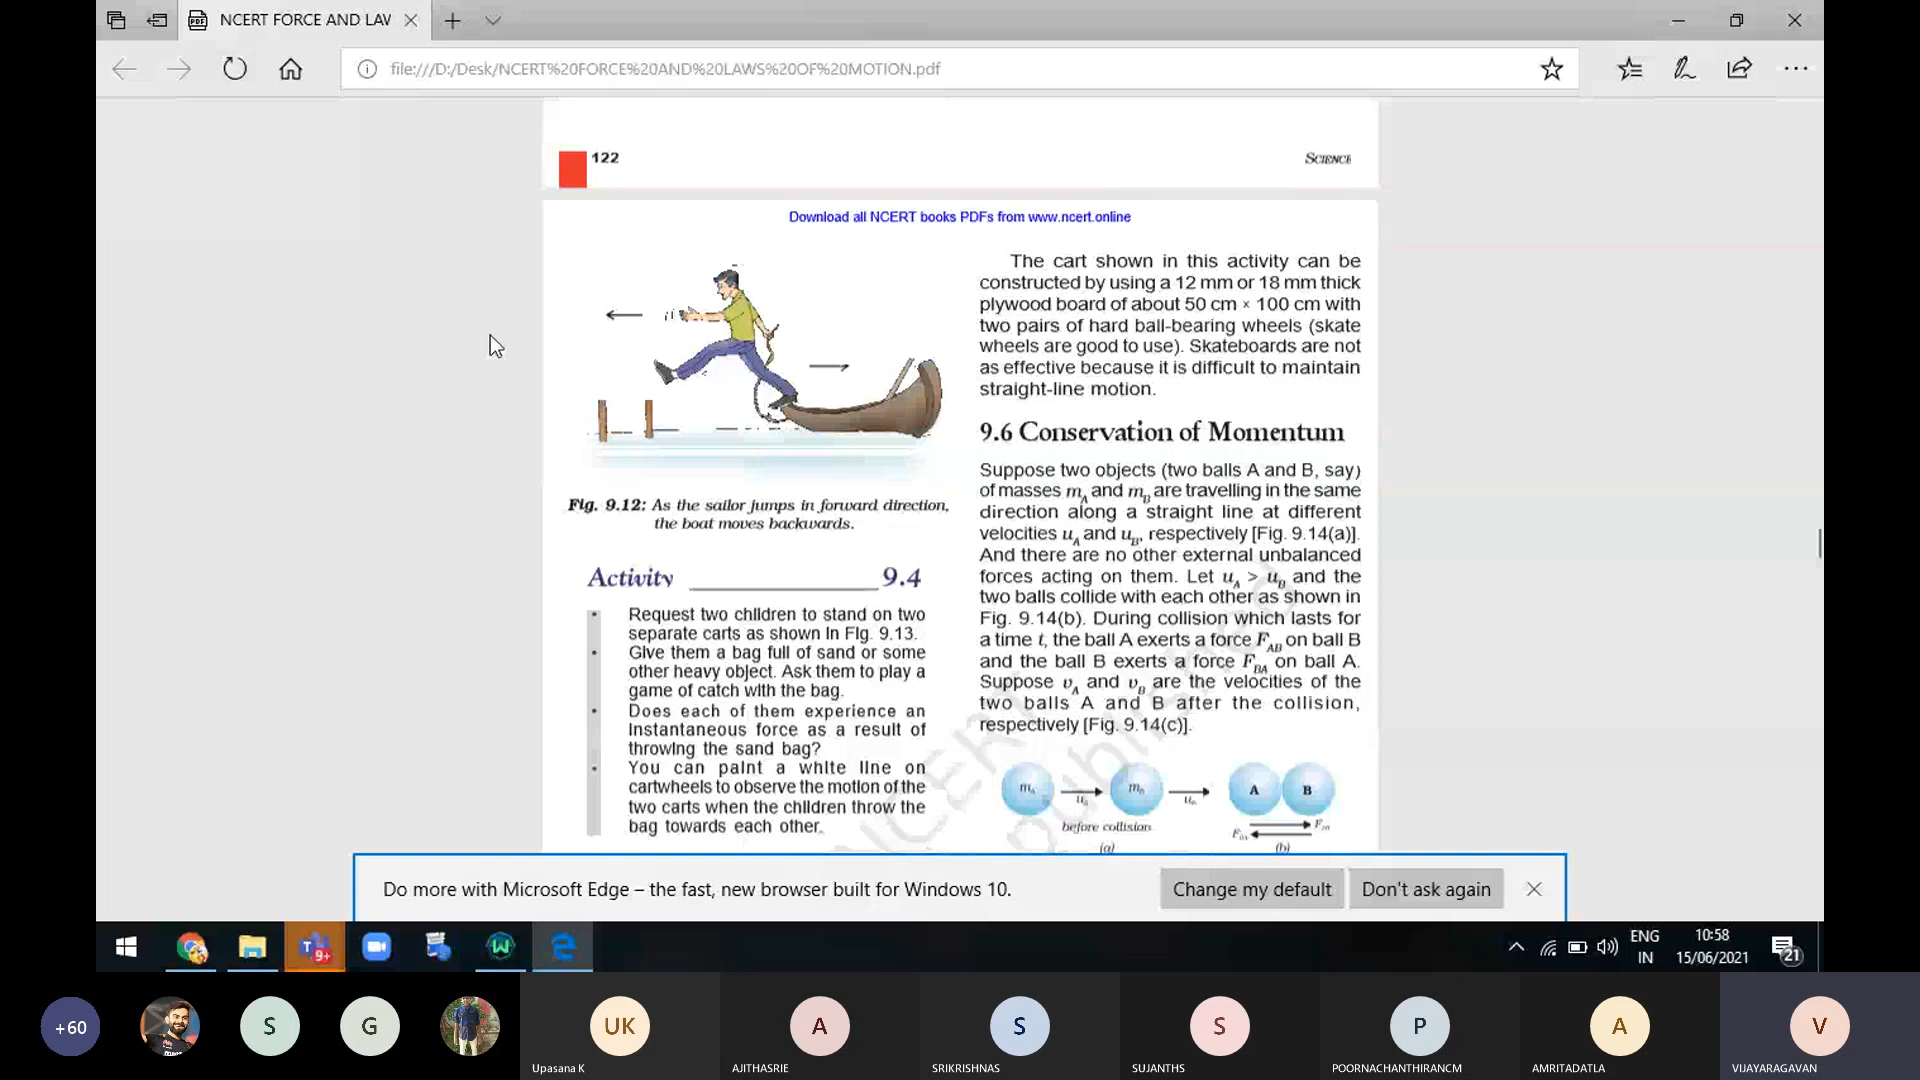 NCERT FORCE AND LAV
file:///D:/Desk/NCERT%20FORCE%20AND%20LAWS%20OF%20MOTION.pdf
122
SCIENCE
Download all NCERT books PDFs from www.ncert.online
Fig. 9.12: As the sailor jumps in forward direction,
the boat moves backwards.
Activity ________________ 9.4
• Request two children to stand on two
separate carts as shown in Fig. 9.13.
• Give them a bag full of sand or some
other heavy object. Ask them to play a
game of catch with the bag.
• Does each of them experience an
instantaneous force as a result of
throwing the sand bag?
• You can paint a white line on
cartwheels to observe the motion of the
two carts when the children throw the
bag towards each other.
The cart shown in this activity can be
constructed by using a 12 mm or 18 mm thick
plywood board of about 50 cm × 100 cm with
two pairs of hard ball-bearing wheels (skate
wheels are good to use). Skateboards are not
as effective because it is difficult to maintain
straight-line motion.
9.6 Conservation of Momentum
Suppose two objects (two balls A and B, say)
of masses mA and mB are travelling in the same
direction along a straight line at different
velocities uA and uB, respectively [Fig. 9.14(a)].
And there are no other external unbalanced
forces acting on them. Let uA > uB and the
two balls collide with each other as shown in
Fig. 9.14(b). During collision which lasts for
a time t, the ball A exerts a force FAB on ball B
and the ball B exerts a force FBA on ball A.
Suppose vA and vB are the velocities of the
two balls A and B after the collision,
respectively [Fig. 9.14(c)].
A B
before collision
(a) (b)
NCERT
published
Do more with Microsoft Edge – the fast, new browser built for Windows 10.
Change my default
Don't ask again
9+
ENG
IN
10:58
15/06/2021
21
+60
S
G
UK
A
S
S
P
A
V
Upasana K
AJITHASRIE
SRIKRISHNAS
SUJANTHS
POORNACHANTHIRANCM
AMRITADATLA
VIJAYARAGAVAN